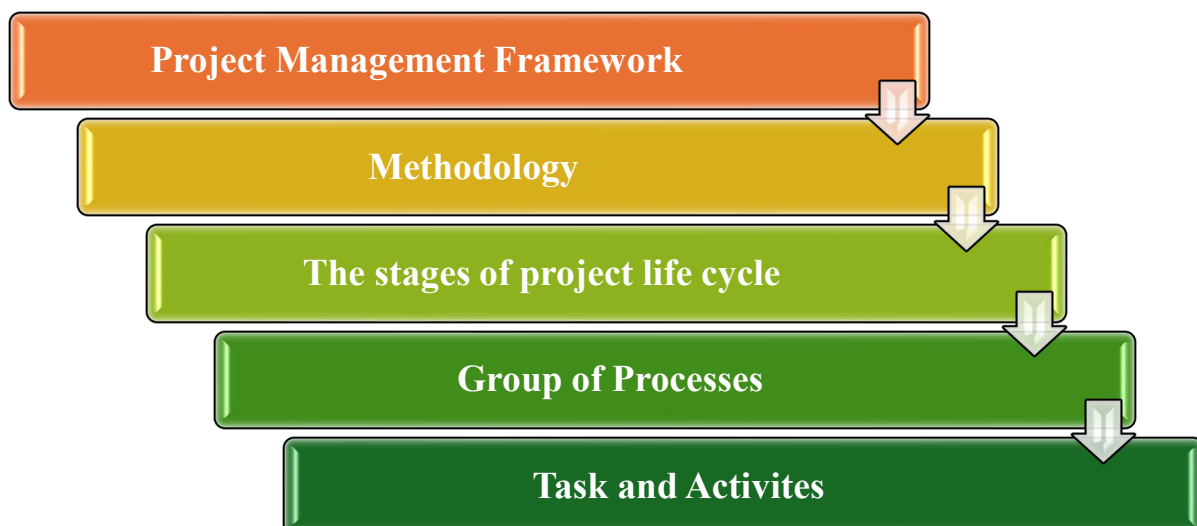 Project Management Framework
Methodology
The stages of project life cycle
Group of Processes
Task and Activites